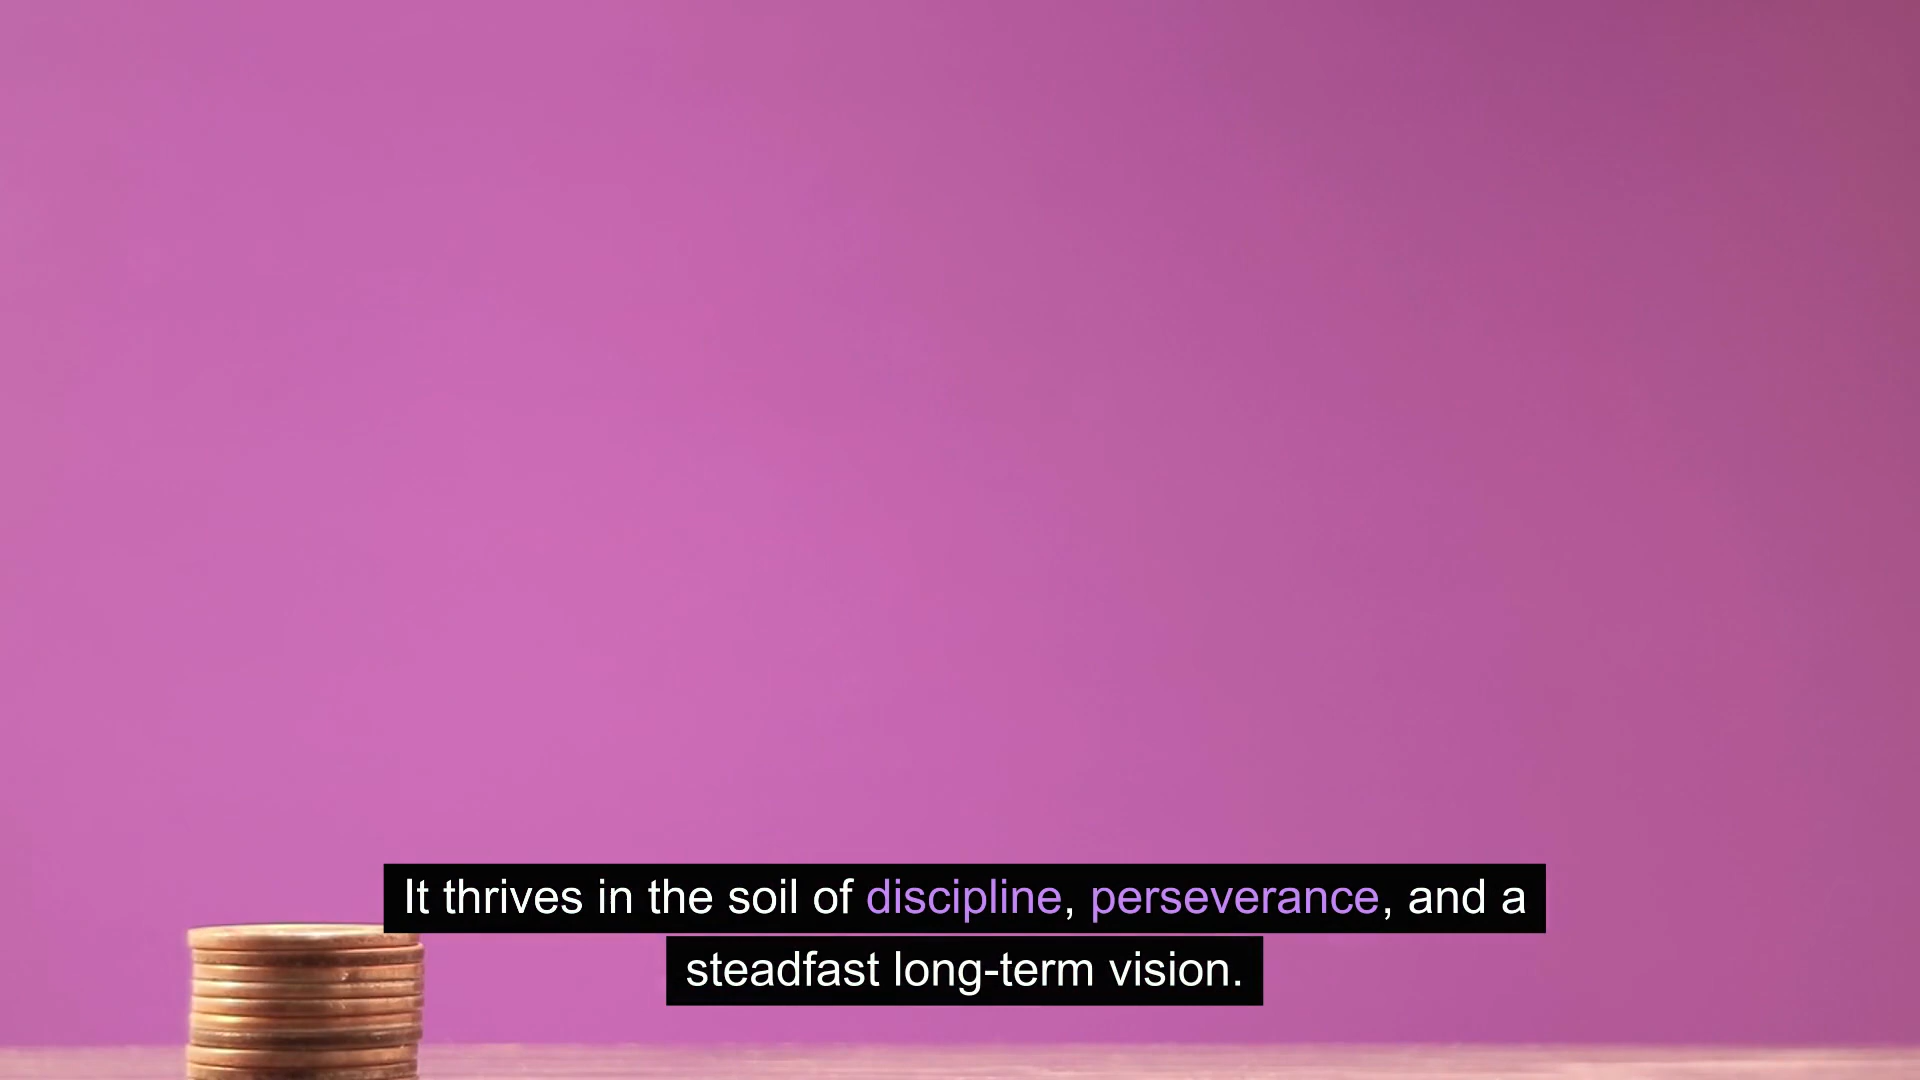 It thrives in the soil of discipline, perseverance, and a
steadfast long-term vision.